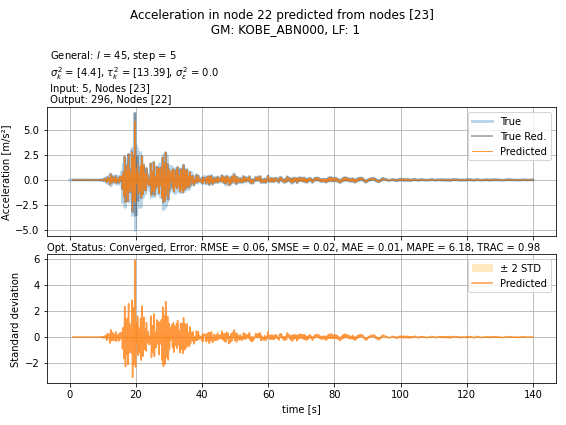 Acceleration in node 22 predicted from nodes [23]
GM: KOBE_ABN000, LF: 1
General: l = 45, step = 5
σ²ₖ = [4.4], τ²ₖ = [13.39], σ²ε = 0.0
Input: 5, Nodes [23]
Output: 296, Nodes [22]
Acceleration [m/s²]
5.0
2.5
0.0
−2.5
−5.0
True
True Red.
Predicted
Opt. Status: Converged, Error: RMSE = 0.06, SMSE = 0.02, MAE = 0.01, MAPE = 6.18, TRAC = 0.98
Standard deviation
6
4
2
0
−2
± 2 STD
Predicted
0 20 40 60 80 100 120 140
time [s]